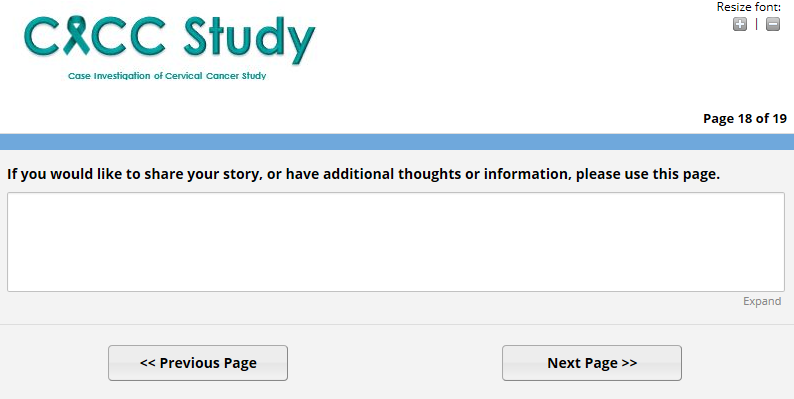 Resize font:
CICC Study
Case Investigation of Cervical Cancer Study
Page 18 of 19
If you would like to share your story, or have additional thoughts or information, please use this page.
Expand
<< Previous Page
Next Page >>